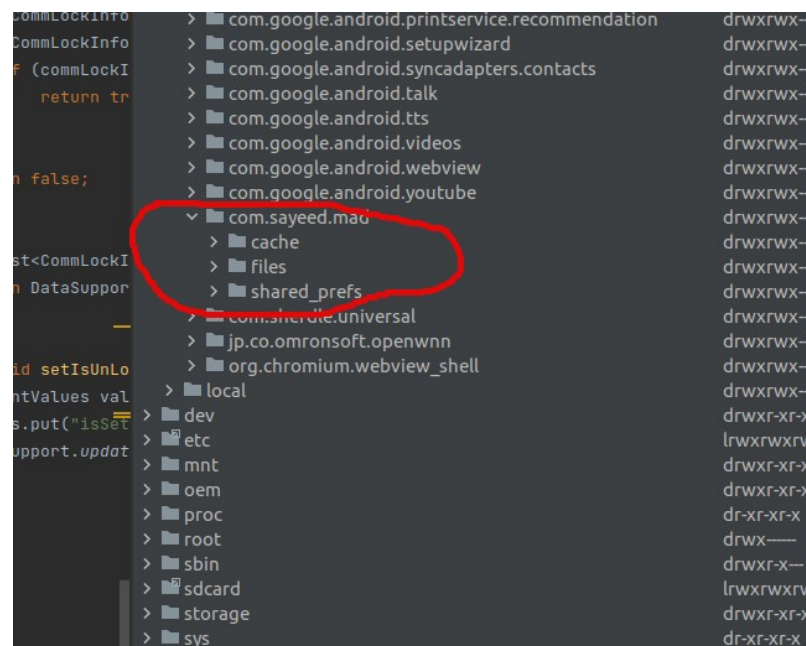 CommLockInfo
CommLockInfo
f (commLockI
return tr
n false;
st<CommLockI
n DataSuppor
id setIsUnLo
ntValues val
s.put("isSet
upport.updat
com.google.android.printservice.recommendation drwxrwx--
com.google.android.setupwizard drwxrwx--
com.google.android.syncadapters.contacts drwxrwx--
com.google.android.talk drwxrwx--
com.google.android.tts drwxrwx--
com.google.android.videos drwxrwx--
com.google.android.webview drwxrwx--
com.google.android.youtube drwxrwx--
com.sayeed.mad drwxrwx--
cache drwxrwx--
files drwxrwx--
shared_prefs drwxrwx--
com.sherdle.universal drwxrwx--
jp.co.omronsoft.openwnn drwxrwx--
org.chromium.webview_shell drwxrwx--
local drwxrwx--
dev drwxr-xr-x
etc lrwxrwxrw
mnt drwxr-xr-x
oem drwxr-xr-x
proc dr-xr-xr-x
root drwx------
sbin drwxr-x---
sdcard lrwxrwxrw
storage drwxr-xr-x
sys dr-xr-xr-x